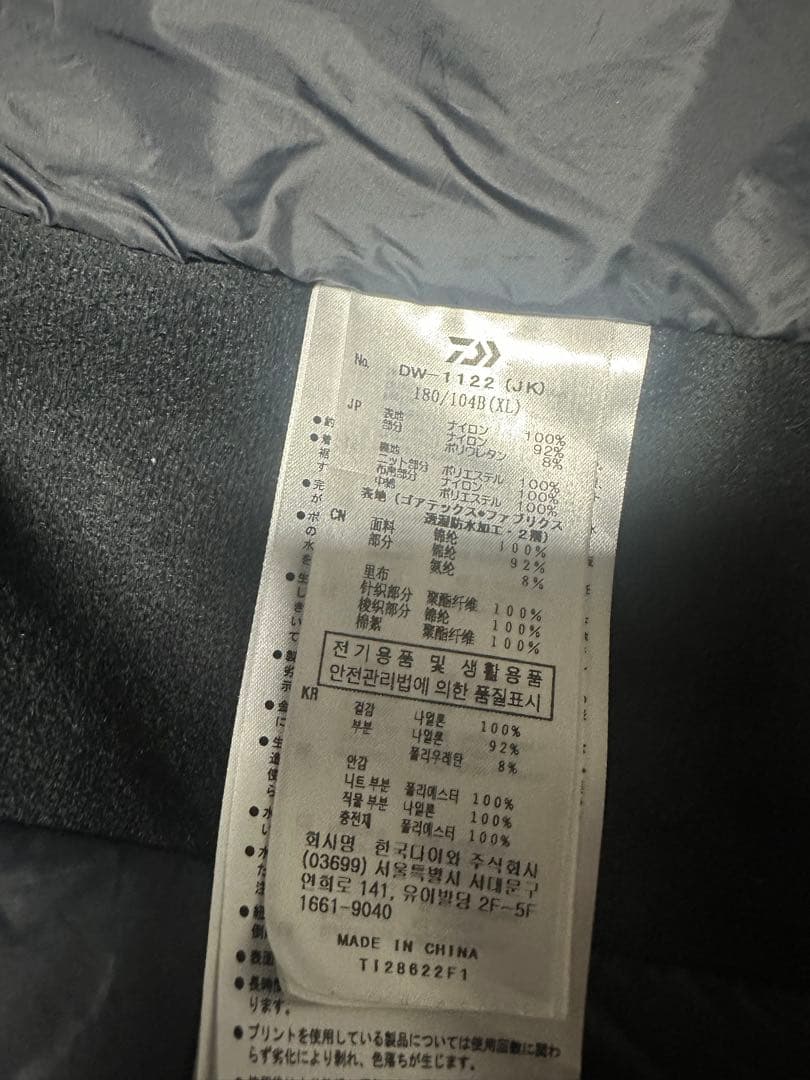 No. DW-1122 (JK)
180/104B(XL)
JP 表地 ナイロン 100%
部分 ナイロン 92%
ポリウレタン 8%
裏地
ニット部分 ポリエステル 100%
布帛部分 ナイロン 100%
中綿 ポリエステル 100%
表地 (ゴアテックス・ファブリクス
透湿防水加工-2層)
CN 面料 锦纶 100%
部分 锦纶 92%
氨纶 8%
里布
针织部分 聚酯纤维 100%
梭织部分 锦纶 100%
棉絮 聚酯纤维 100%
전기용품 및 생활용품
안전관리법에 의한 품질표시
KR 겉감 나일론 100%
부분 나일론 92%
폴리우레탄 8%
안감
니트 부분 폴리에스터 100%
직물 부분 나일론 100%
충전재 폴리에스터 100%
회사명 한국다이와 주식회사
(03699) 서울특별시 서대문구
연희로 141, 유이빌딩 2F~5F
1661-9040
MADE IN CHINA
TI28622F1
●表面
●長時
ります。
●プリントを使用している製品については使用回数に関わ
らず劣化により剥れ、色落ちが生じます。